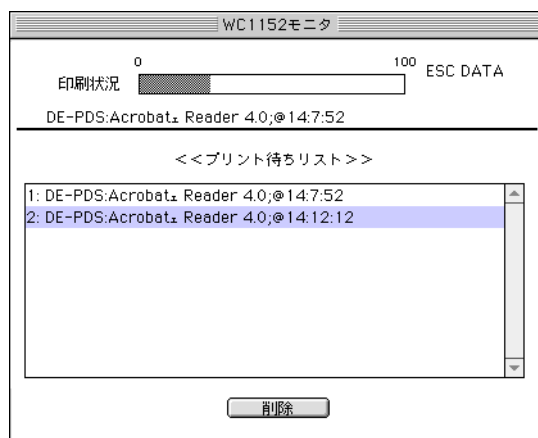 WC1152モニタ
0 100 ESC DATA
印刷状況
DE-PDS:Acrobat Reader 4.0;@14:7:52
<<プリント待ちリスト>>
1: DE-PDS:Acrobat Reader 4.0;@14:7:52
2: DE-PDS:Acrobat Reader 4.0;@14:12:12
削除